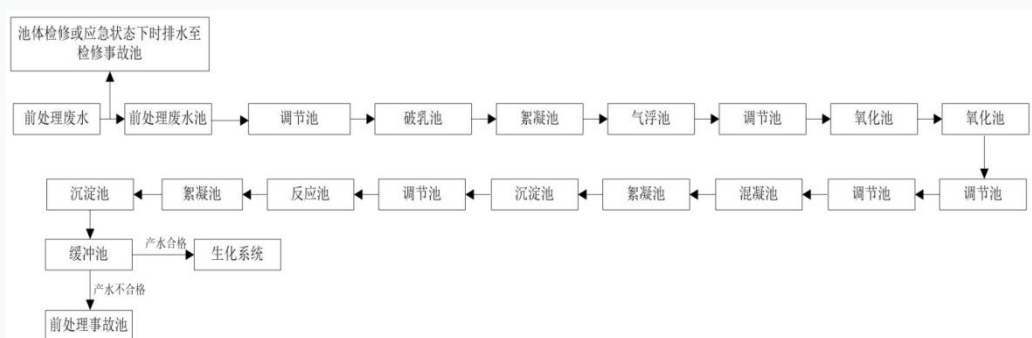 池体检修或应急状态下时排水至
检修事故池
前处理废水
前处理废水池
调节池
破乳池
絮凝池
气浮池
调节池
氧化池
氧化池
沉淀池
絮凝池
反应池
调节池
沉淀池
絮凝池
混凝池
调节池
调节池
缓冲池
产水合格
生化系统
产水不合格
前处理事故池